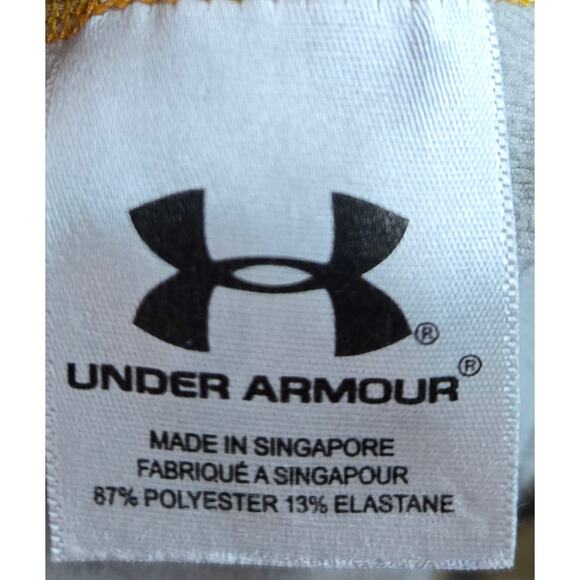 ®
UNDER ARMOUR®
MADE IN SINGAPORE
FABRIQUÉ A SINGAPOUR
87% POLYESTER 13% ELASTANE